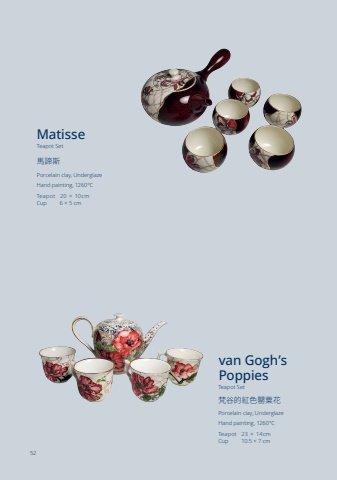 Matisse
Teapot Set
馬諦斯
Porcelain clay, Underglaze
Hand painting, 1260°C
Teapot 20 × 10cm
Cup 6 × 5 cm
van Gogh's
Poppies
Teapot Set
梵谷的紅色罌粟花
Porcelain clay, Underglaze
Hand painting, 1260°C
Teapot 23 × 14cm
Cup 10.5 × 7 cm
52